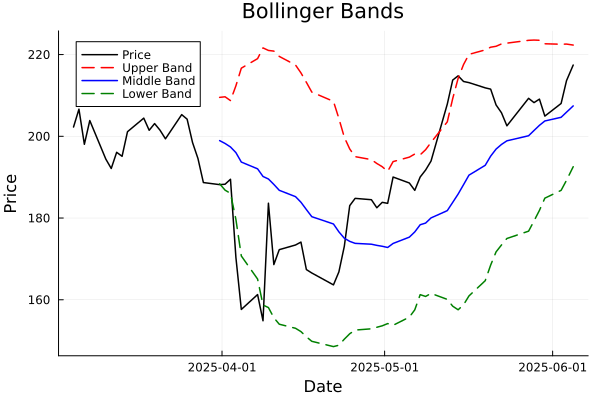 Bollinger Bands
Price
Upper Band
Middle Band
Lower Band
Price
220
200
180
160
2025-04-01
2025-05-01
2025-06-01
Date